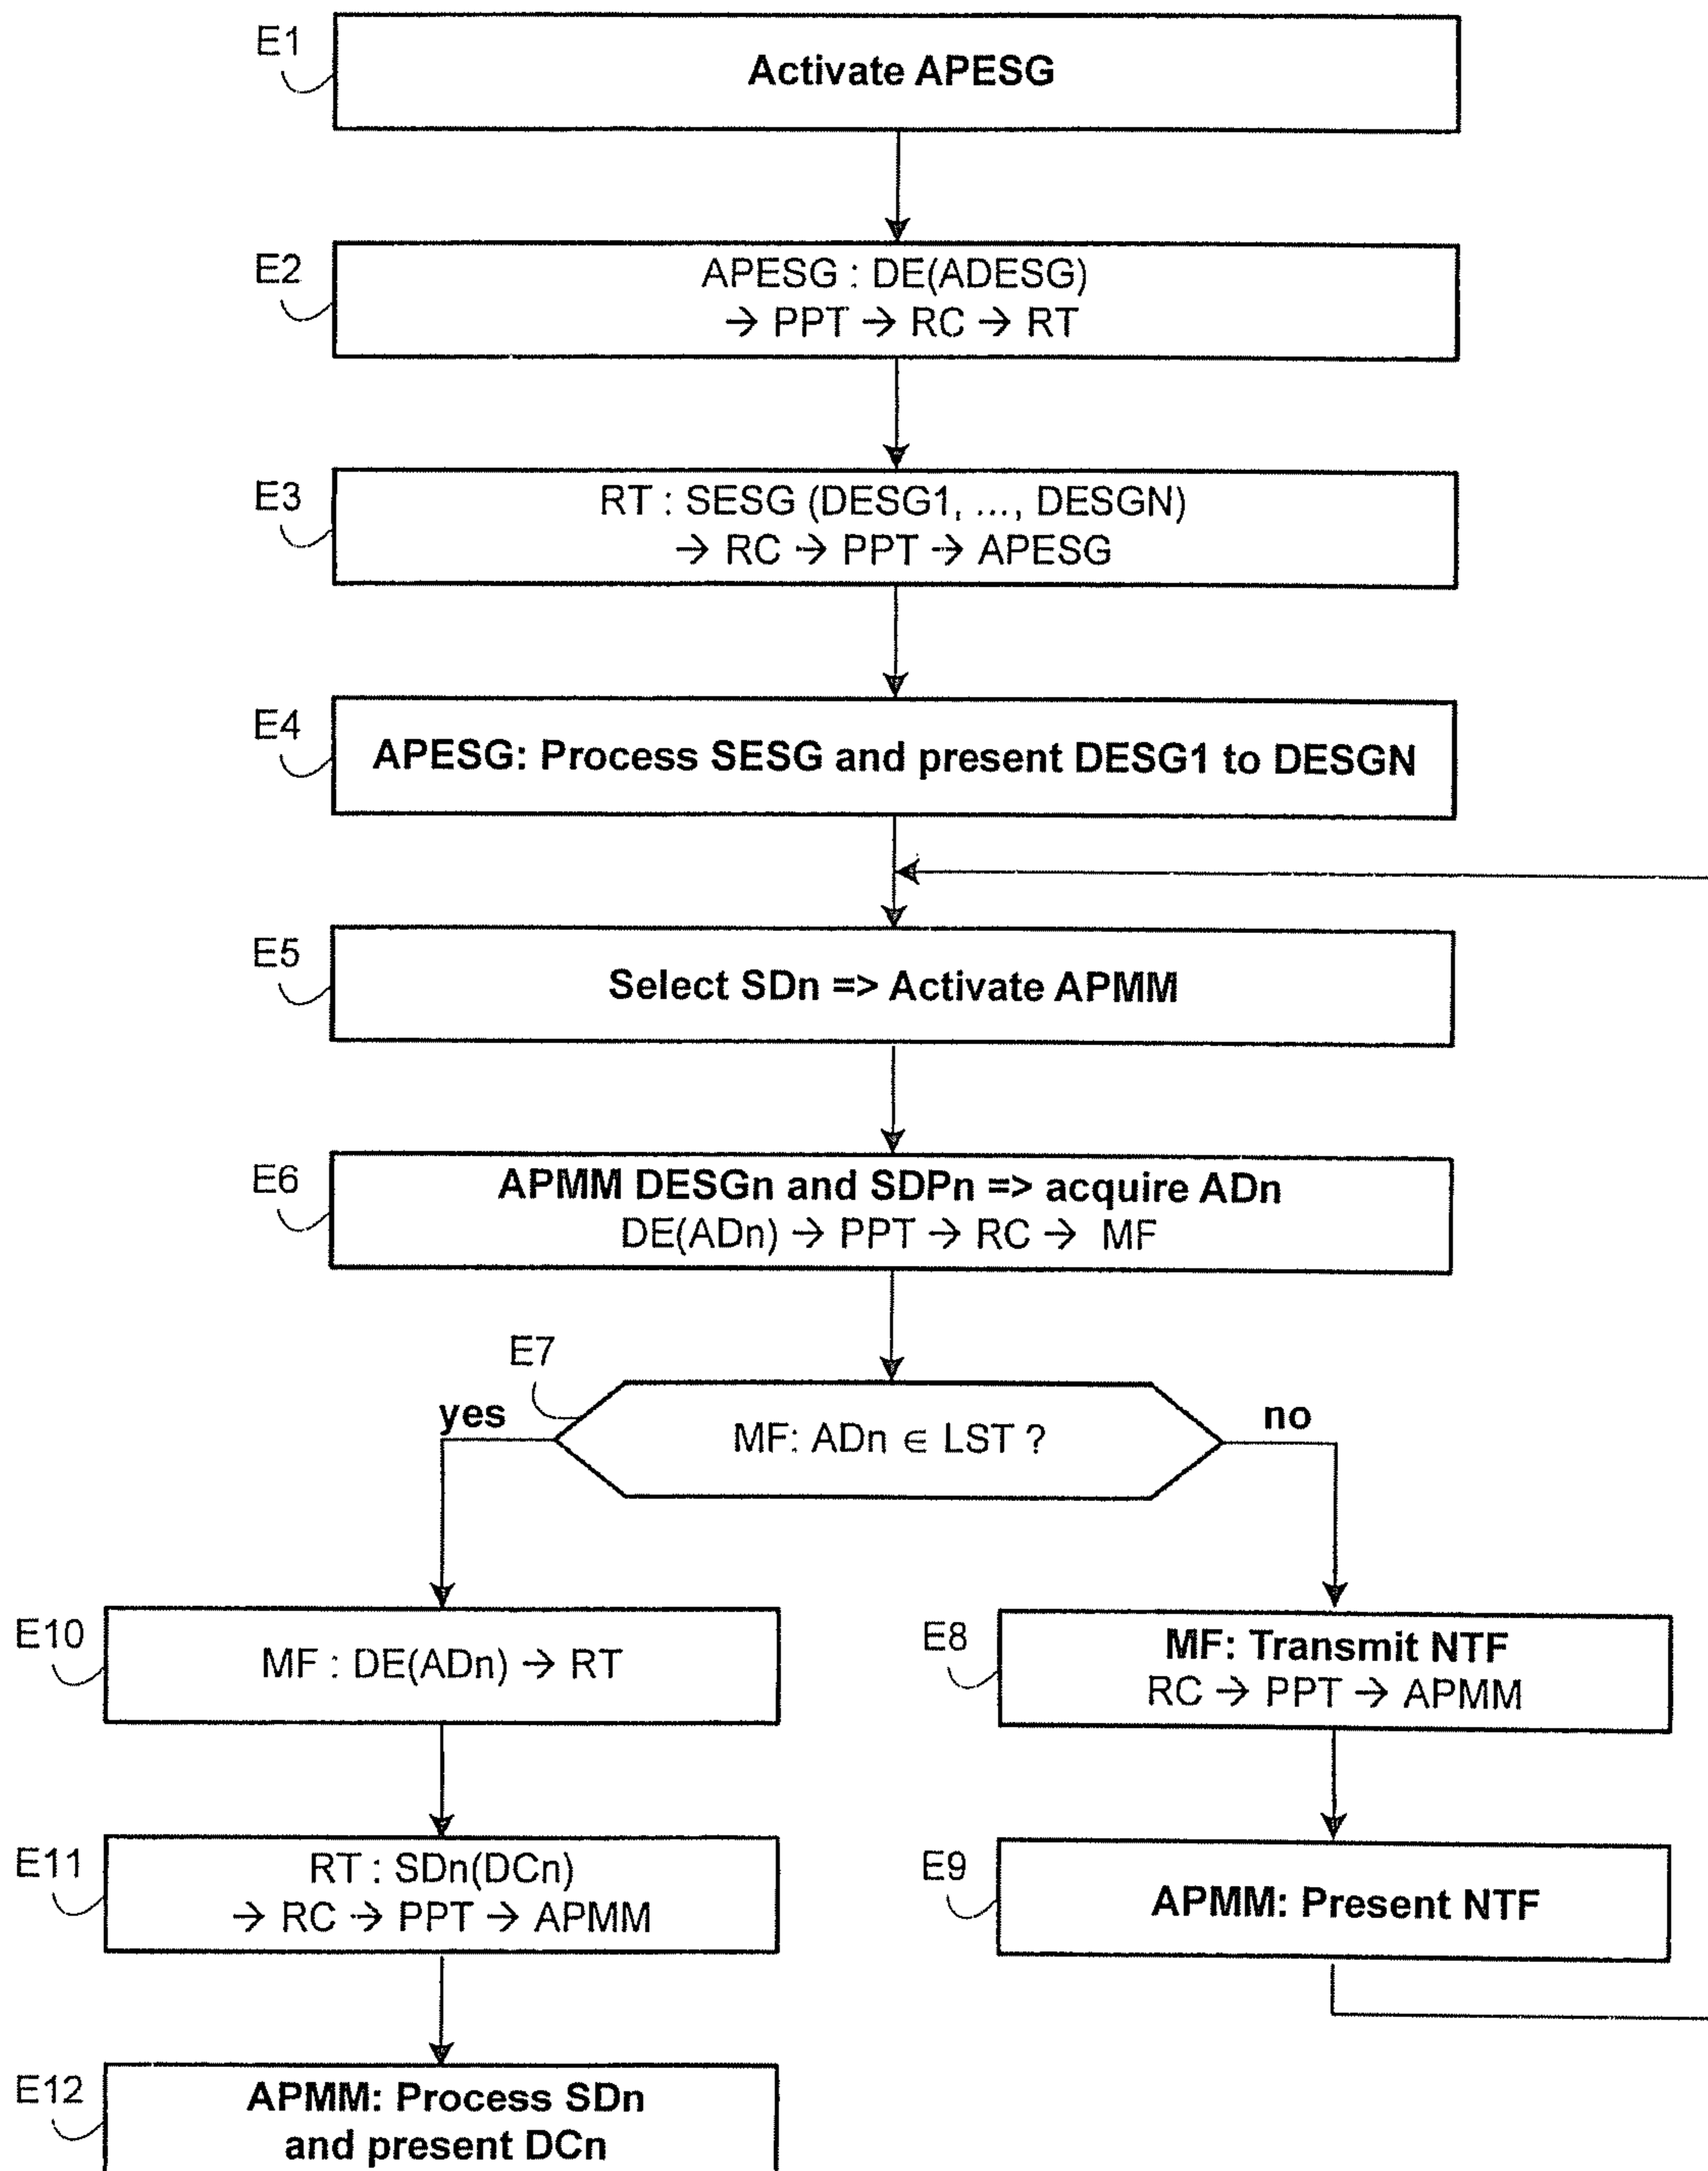 E1
Activate APESG
E2
APESG : DE(ADESG)
→ PPT → RC → RT
E3
RT : SESG (DESG1, ..., DESGN)
→ RC → PPT → APESG
E4
APESG: Process SESG and present DESG1 to DESGN
E5
Select SDn => Activate APMM
E6
APMM DESGn and SDPn => acquire ADn
DE(ADn) → PPT → RC → MF
E7
yes
MF: ADn ∈ LST ?
no
E10
MF : DE(ADn) → RT
E8
MF: Transmit NTF
RC → PPT → APMM
E11
RT : SDn(DCn)
→ RC → PPT → APMM
E9
APMM: Present NTF
E12
APMM: Process SDn
and present DCn